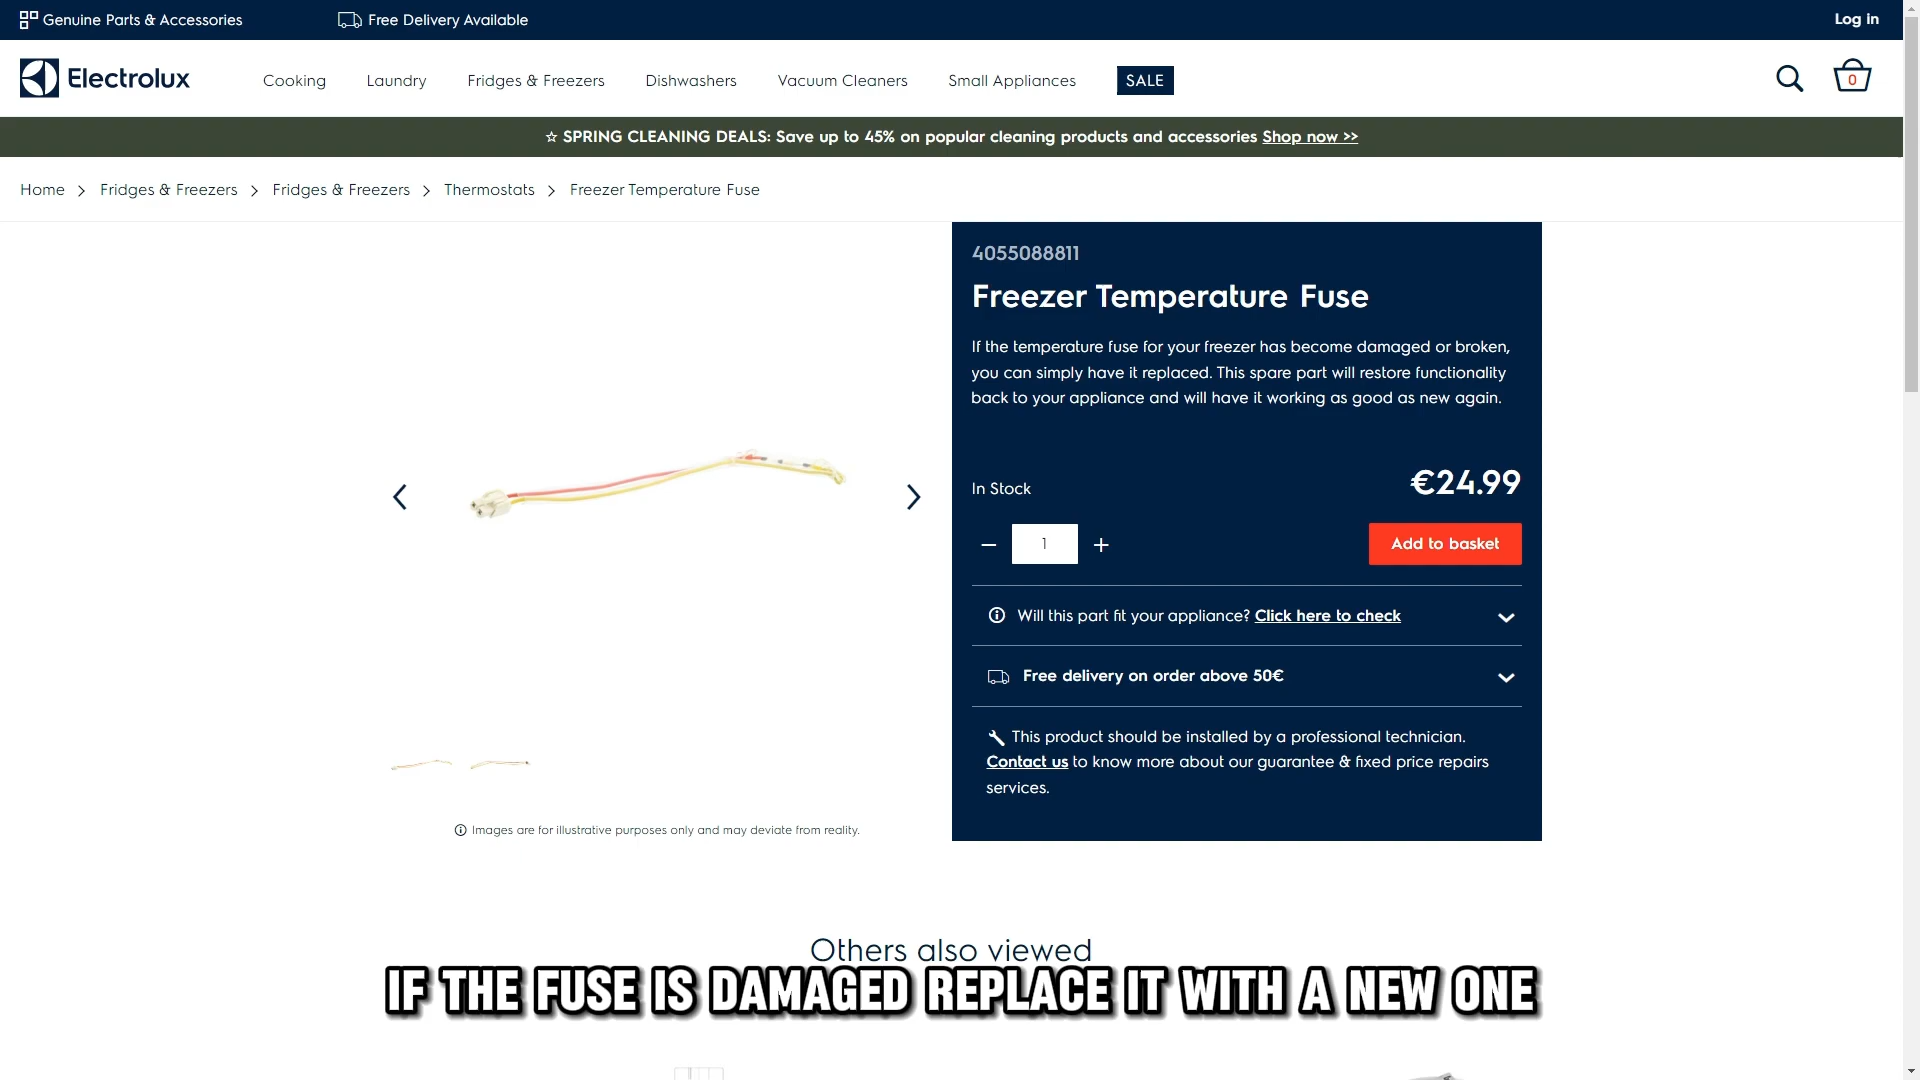 Genuine Parts & Accessories
Free Delivery Available
Log in
Electrolux
Cooking
Laundry
Fridges & Freezers
Dishwashers
Vacuum Cleaners
Small Appliances
SALE
0
☆ SPRING CLEANING DEALS: Save up to 45% on popular cleaning products and accessories Shop now >>
Home > Fridges & Freezers > Fridges & Freezers > Thermostats > Freezer Temperature Fuse
4055088811
Freezer Temperature Fuse
If the temperature fuse for your freezer has become damaged or broken,
you can simply have it replaced. This spare part will restore functionality
back to your appliance and will have it working as good as new again.
In Stock
€24.99
− 1 +
Add to basket
Will this part fit your appliance? Click here to check
Free delivery on order above 50€
This product should be installed by a professional technician.
Contact us to know more about our guarantee & fixed price repairs
services.
Images are for illustrative purposes only and may deviate from reality.
Others also viewed
IF THE FUSE IS DAMAGED REPLACE IT WITH A NEW ONE